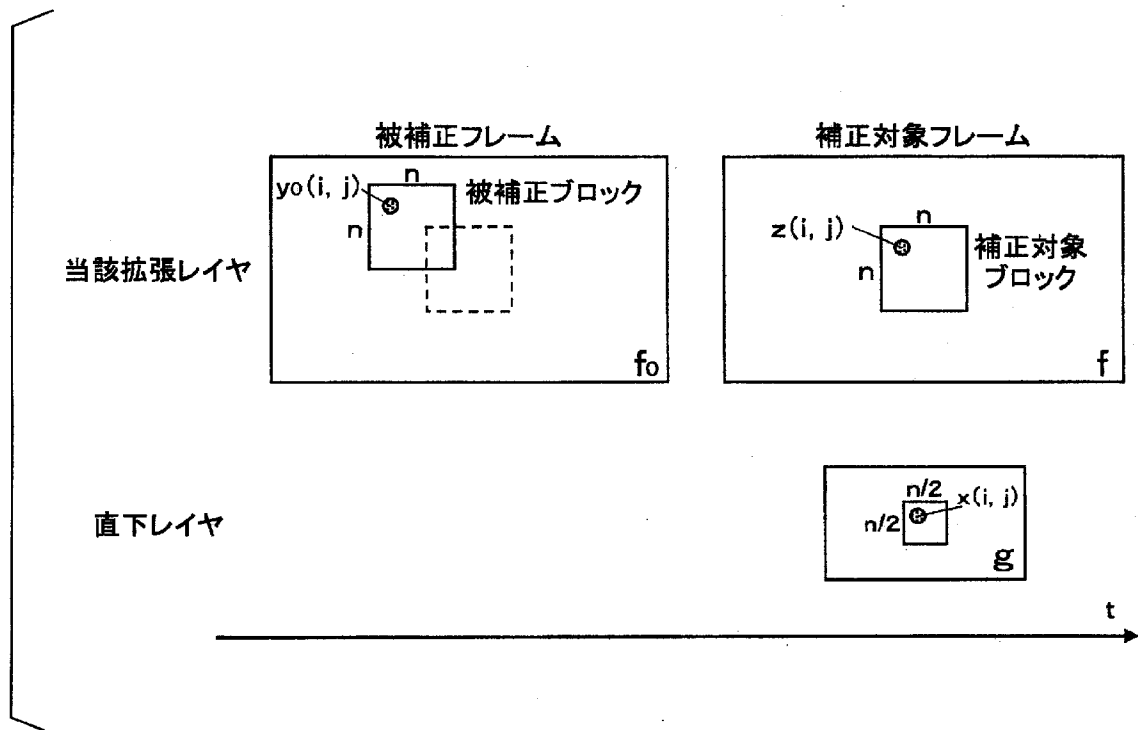 被補正フレーム
補正対象フレーム
yo(i, j)
n
被補正ブロック
n
z(i, j)
n
補正対象
ブロック
n
当該拡張レイヤ
fo
f
直下レイヤ
n/2
x(i, j)
n/2
g
t